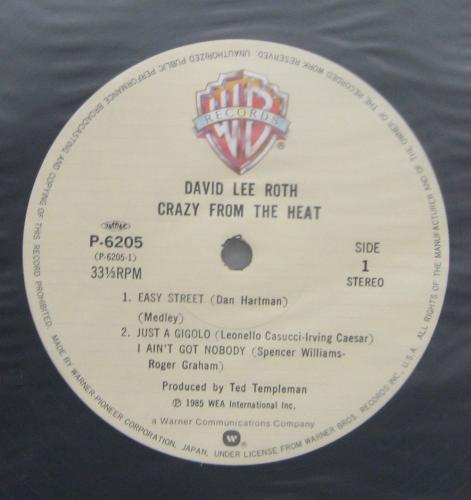 UNAUTHORIZED PUBLIC PERFORMANCE BROADCASTING AND COPYING OF THIS RECORD PROHIBITED.
ALL RIGHTS OF THE MANUFACTURER AND OF THE OWNER OF THE RECORDED WORK RESERVED.
WB
RECORDS
®
DAVID LEE ROTH
CRAZY FROM THE HEAT
P-6205
(P-6205-1)
33⅓RPM
SIDE
1
STEREO
1. EASY STREET (Dan Hartman)
(Medley)
2. JUST A GIGOLO (Leonello Casucci-Irving Caesar)
I AIN'T GOT NOBODY (Spencer Williams-
Roger Graham)
Produced by Ted Templeman
℗ 1985 WEA International Inc.
a Warner Communications Company
MADE BY WARNER-PIONEER CORPORATION, TOKYO, JAPAN, UNDER LICENSE FROM WARNER BROS. RECORDS INC., U.S.A.